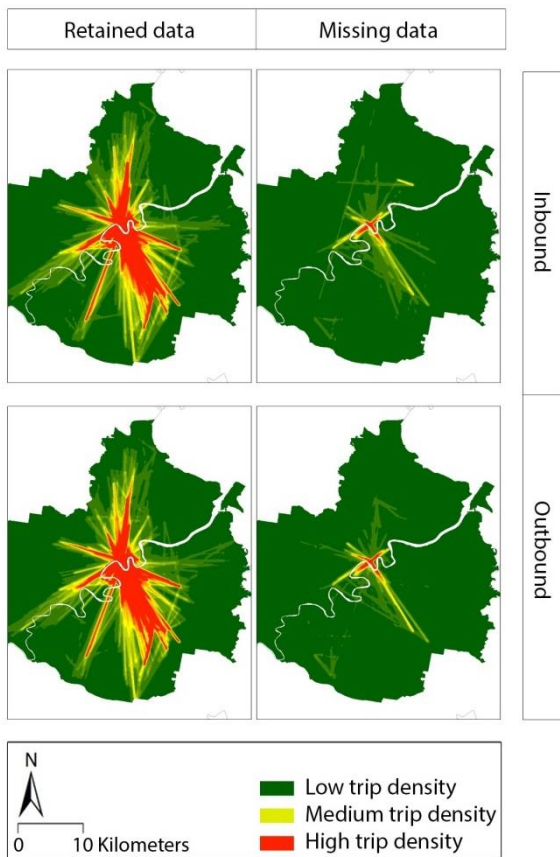 Retained data
Missing data
Inbound
Outbound
N
0 10 Kilometers
Low trip density
Medium trip density
High trip density